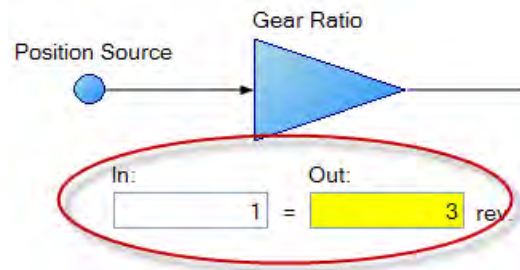 Gear Ratio
Position Source
In: Out:
1 = 3 rev.